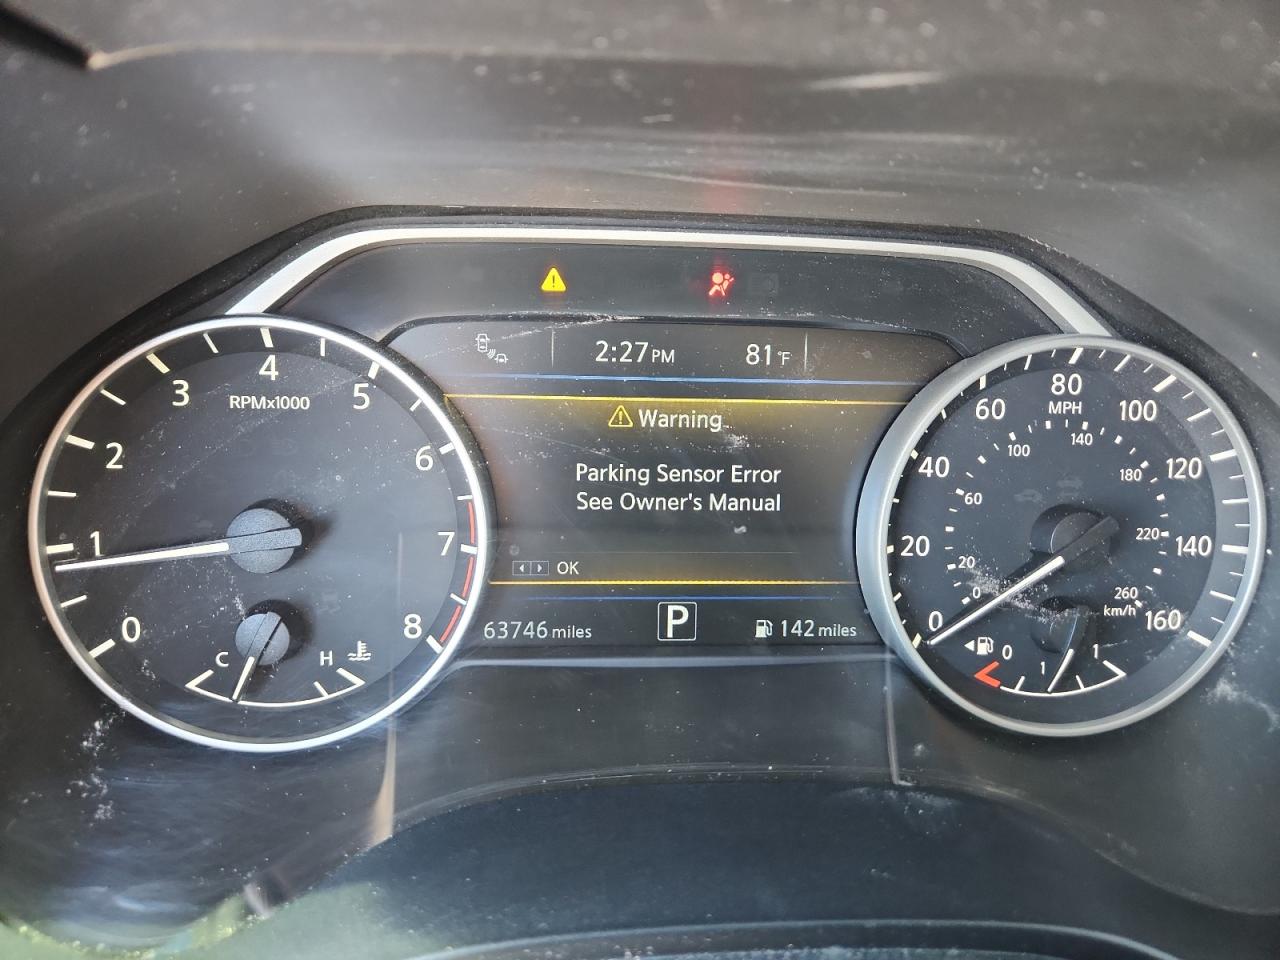 2:27 PM 81°F
Warning
Parking Sensor Error
See Owner's Manual
OK
63746 miles P 142 miles
0 1 2 3 4 5 6 7 8
RPMx1000
C H
0 20 40 60 80 100 120 140 160
MPH
0 20 60 100 140 180 220 260
km/h
0 1 1